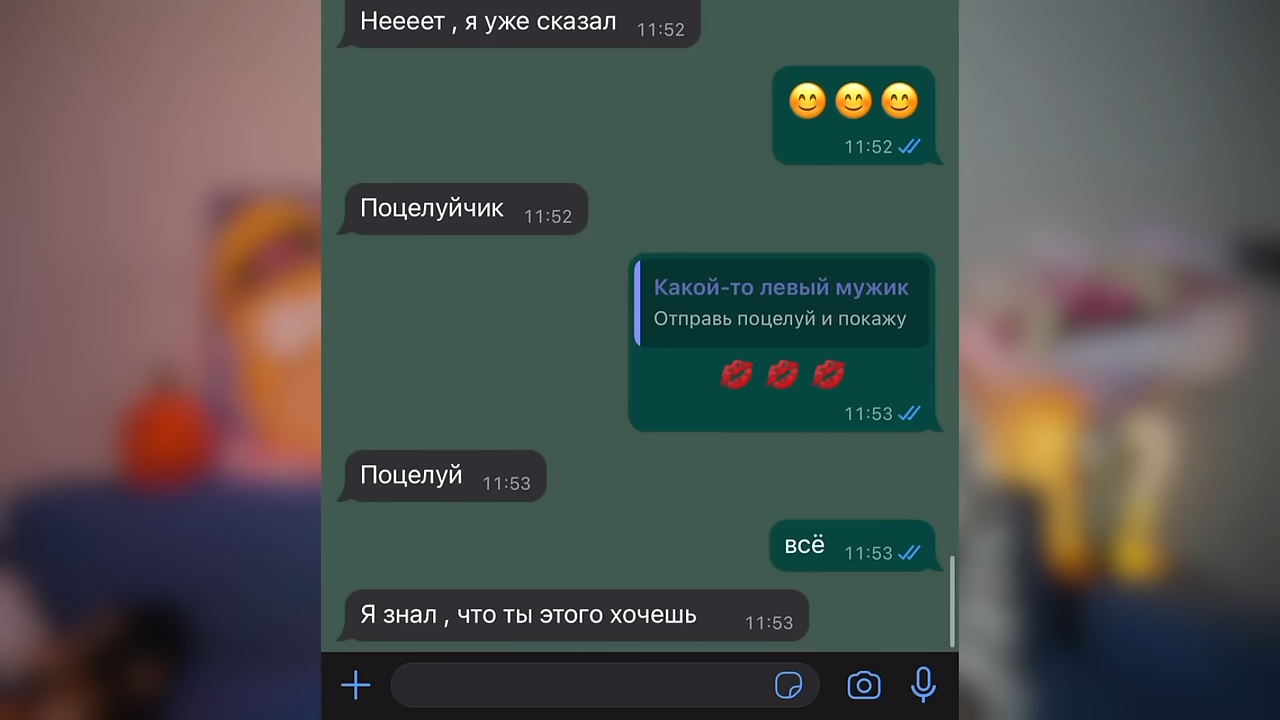 Неееет , я уже сказал 11:52
😊😊😊
11:52
Поцелуйчик 11:52
Какой-то левый мужик
Отправь поцелуй и покажу
💋💋💋
11:53
Поцелуй 11:53
всё 11:53
Я знал , что ты этого хочешь 11:53